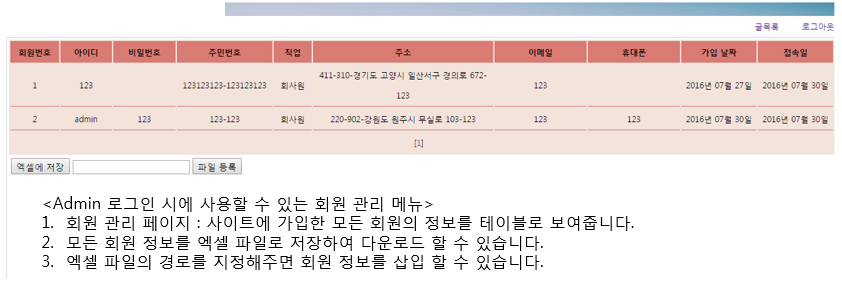 글목록 로그아웃
회원번호 아이디 비밀번호 주민번호 직업 주소 이메일 휴대폰 가입 날짜 접속일
411-310-경기도 고양시 일산서구 경의로 672-
1 123 123123123-123123123 회사원 123 2016년 07월 27일 2016년 07월 30일
123
2 admin 123 123-123 회사원 220-902-강원도 원주시 무실로 103-123 123 123 2016년 07월 30일 2016년 07월 30일
[1]
엑셀에 저장 파일 등록
<Admin 로그인 시에 사용할 수 있는 회원 관리 메뉴>
1. 회원 관리 페이지 : 사이트에 가입한 모든 회원의 정보를 테이블로 보여줍니다.
2. 모든 회원 정보를 엑셀 파일로 저장하여 다운로드 할 수 있습니다.
3. 엑셀 파일의 경로를 지정해주면 회원 정보를 삽입 할 수 있습니다.